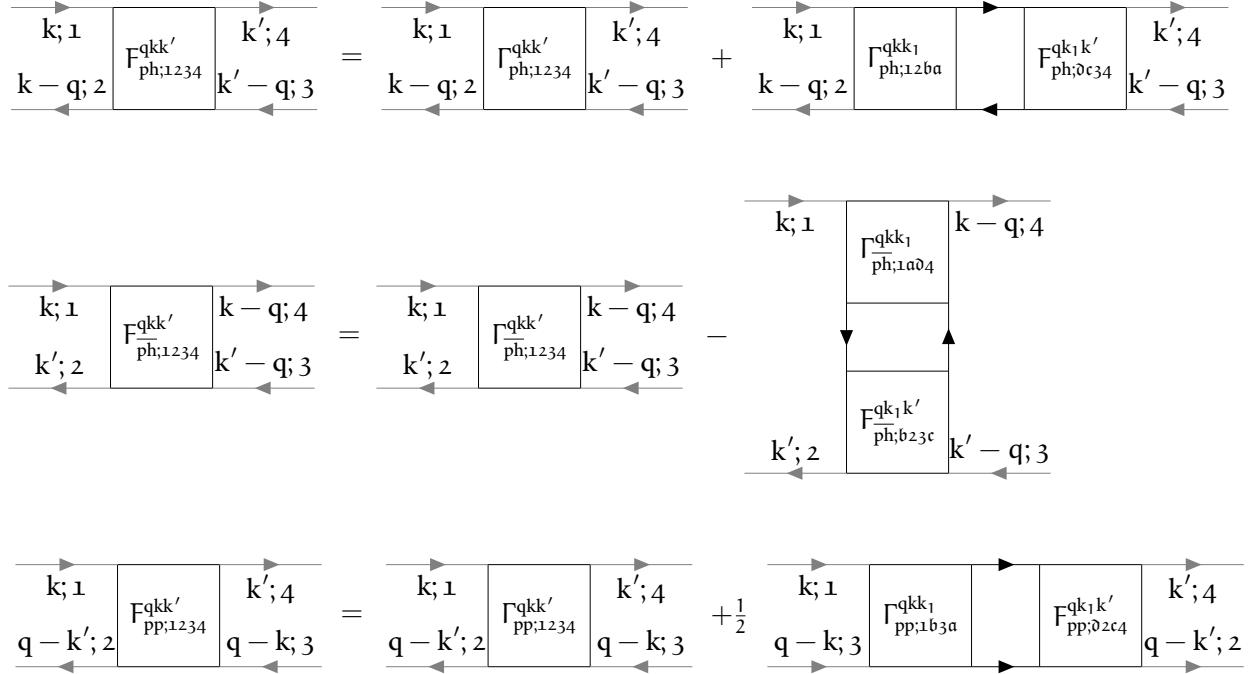 k; 1 F^{qkk′}_{ph;1234} k′; 4 = k; 1 Γ^{qkk′}_{ph;1234} k′; 4 + k; 1 Γ^{qkk₁}_{ph;12𝔟𝔞} F^{qk₁k′}_{ph;𝔡𝔠34} k′; 4
k − q; 2 k′ − q; 3 k − q; 2 k′ − q; 3 k − q; 2 k′ − q; 3
k; 1 k − q; 4
Γ^{qkk₁}_{\overline{ph};1𝔞𝔡4}
k; 1 F^{qkk′}_{\overline{ph};1234} k − q; 4 = k; 1 Γ^{qkk′}_{\overline{ph};1234} k − q; 4 −
k′; 2 k′ − q; 3 k′; 2 k′ − q; 3
F^{qk₁k′}_{\overline{ph};𝔟23𝔠}
k′; 2 k′ − q; 3
k; 1 F^{qkk′}_{pp;1234} k′; 4 = k; 1 Γ^{qkk′}_{pp;1234} k′; 4 +½ k; 1 Γ^{qkk₁}_{pp;1𝔟3𝔞} F^{qk₁k′}_{pp;𝔡2𝔠4} k′; 4
q − k′; 2 q − k; 3 q − k′; 2 q − k; 3 q − k; 3 q − k′; 2